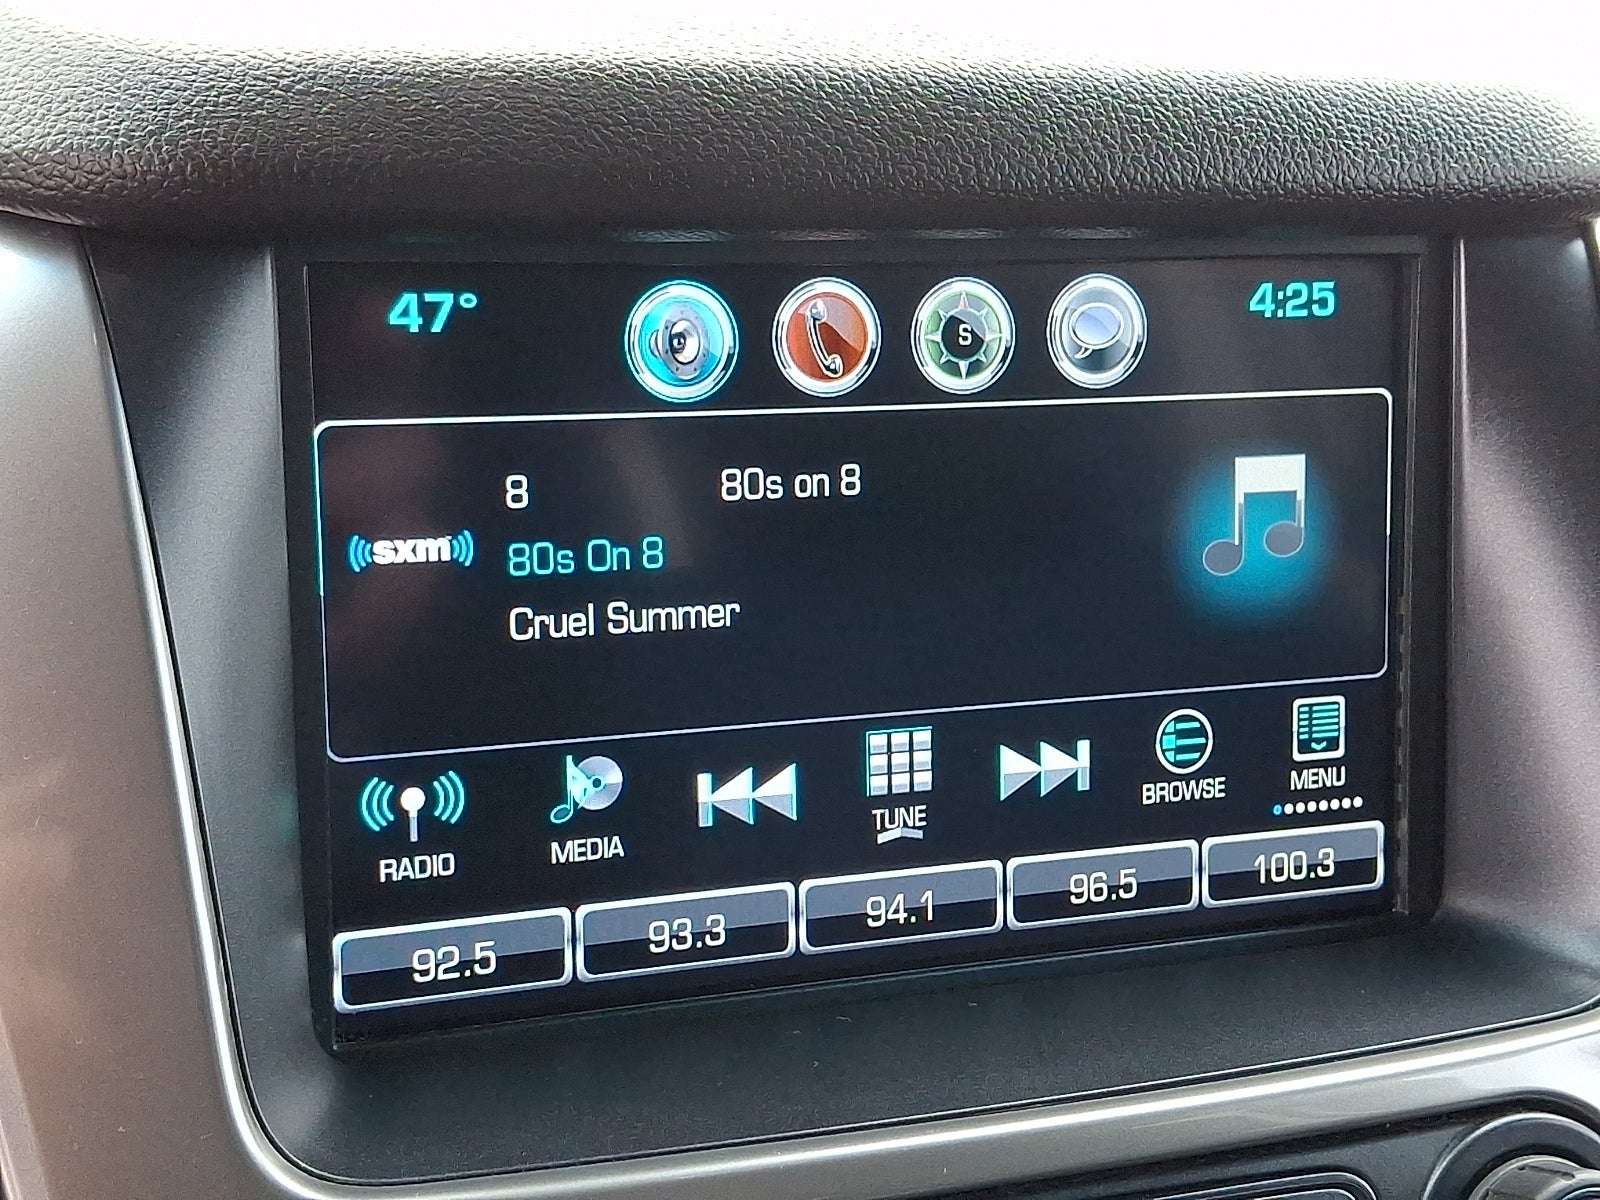 47° S 4:25
8 80s on 8
sxm 80s On 8
Cruel Summer
RADIO MEDIA TUNE BROWSE MENU
92.5 93.3 94.1 96.5 100.3